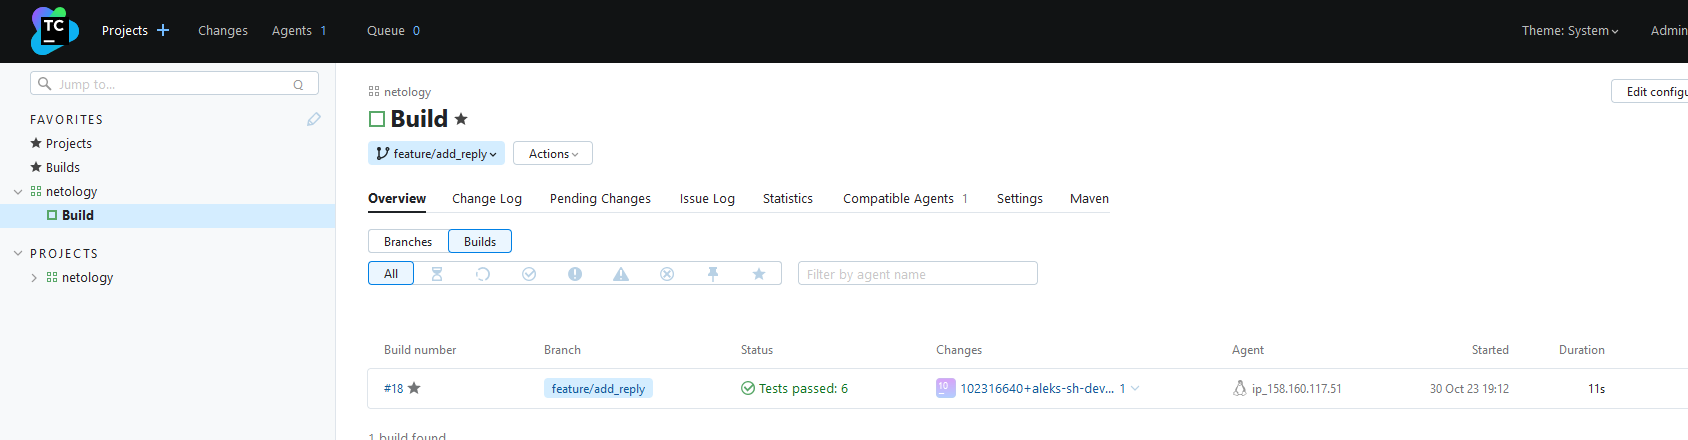 TC
Projects
Changes
Agents 1
Queue 0
Theme: System
Admin
Jump to...
Q
FAVORITES
Projects
Builds
netology
Build
PROJECTS
netology
netology
Build
Edit configu
feature/add_reply
Actions
Overview
Change Log
Pending Changes
Issue Log
Statistics
Compatible Agents 1
Settings
Maven
Branches
Builds
All
Filter by agent name
Build number
Branch
Status
Changes
Agent
Started
Duration
#18
feature/add_reply
Tests passed: 6
10
102316640+aleks-sh-dev... 1
ip_158.160.117.51
30 Oct 23 19:12
11s
1 build found